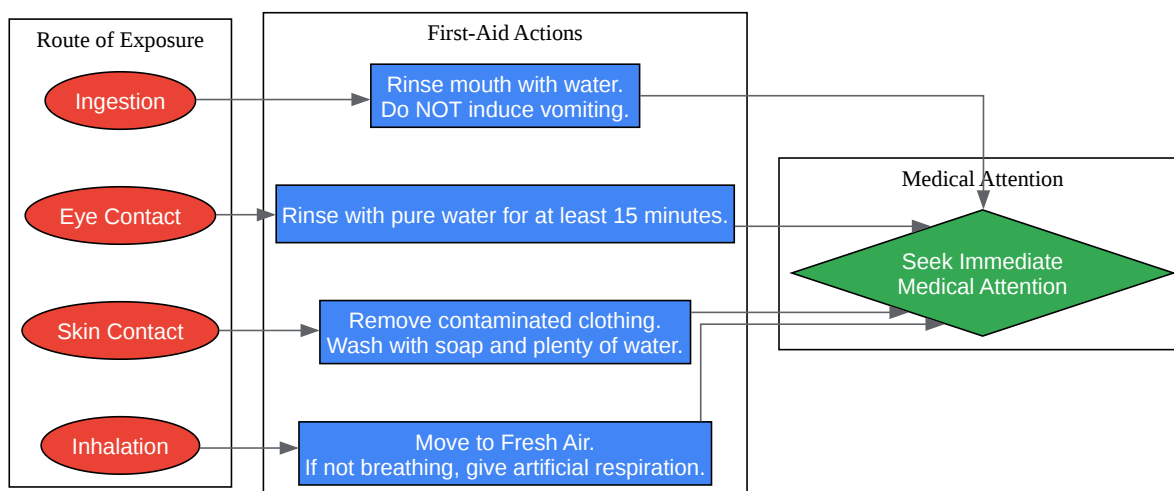 Route of Exposure
First-Aid Actions
Ingestion
Rinse mouth with water.
Do NOT induce vomiting.
Medical Attention
Eye Contact
Rinse with pure water for at least 15 minutes.
Seek Immediate
Medical Attention
Skin Contact
Remove contaminated clothing.
Wash with soap and plenty of water.
Inhalation
Move to Fresh Air.
If not breathing, give artificial respiration.